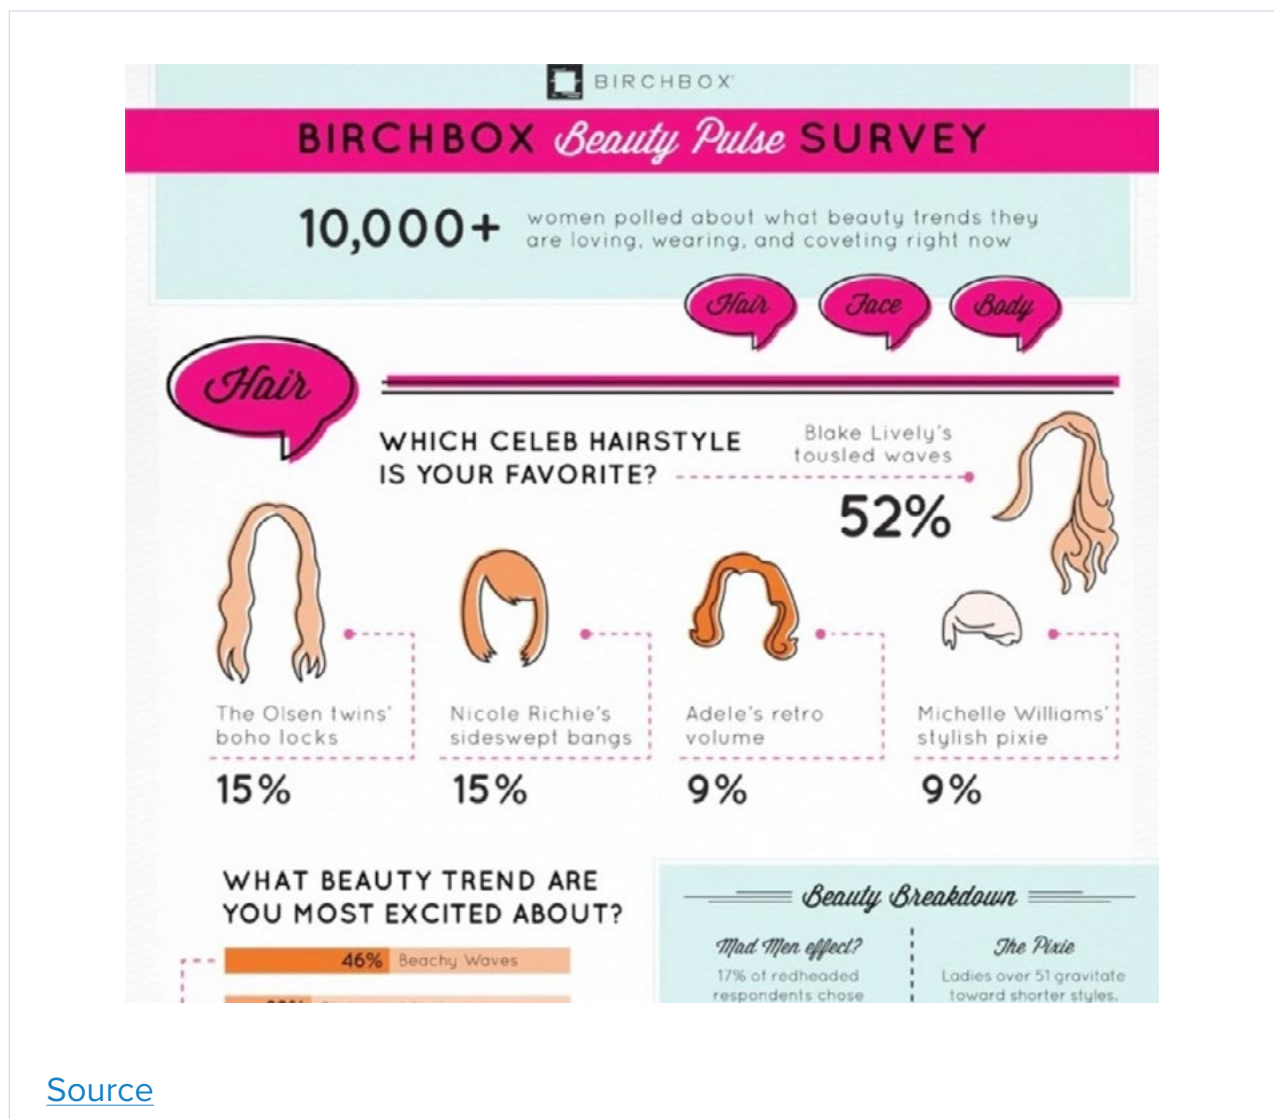 BIRCHBOX
BIRCHBOX Beauty Pulse SURVEY
10,000+
women polled about what beauty trends they
are loving, wearing, and coveting right now
Hair
Face
Body
Hair
WHICH CELEB HAIRSTYLE
IS YOUR FAVORITE?
Blake Lively's
tousled waves
52%
The Olsen twins'
boho locks
15%
Nicole Richie's
sideswept bangs
15%
Adele's retro
volume
9%
Michelle Williams'
stylish pixie
9%
WHAT BEAUTY TREND ARE
YOU MOST EXCITED ABOUT?
46% Beachy Waves
Beauty Breakdown
Mad Men effect?
17% of redheaded
respondents chose
The Pixie
Ladies over 51 gravitate
toward shorter styles.
Source